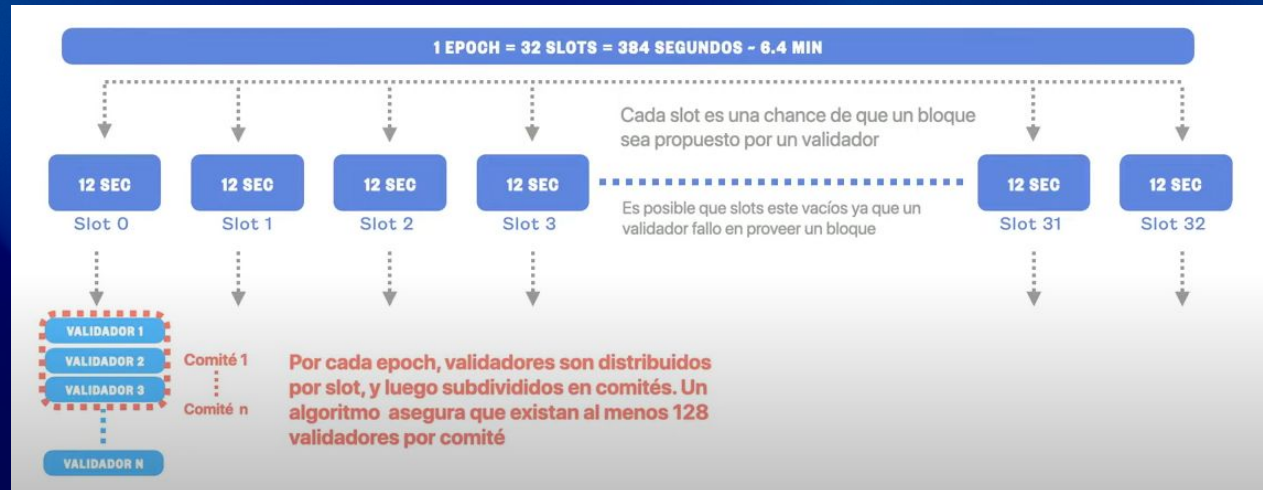 1 EPOCH = 32 SLOTS = 384 SEGUNDOS ~ 6.4 MIN
Cada slot es una chance de que un bloque
sea propuesto por un validador
12 SEC
12 SEC
12 SEC
12 SEC
12 SEC
12 SEC
Slot 0
Slot 1
Slot 2
Slot 3
Es posible que slots este vacíos ya que un
validador fallo en proveer un bloque
Slot 31
Slot 32
VALIDADOR 1
VALIDADOR 2
VALIDADOR 3
Comité 1
Comité n
VALIDADOR N
Por cada epoch, validadores son distribuidos
por slot, y luego subdivididos en comités. Un
algoritmo asegura que existan al menos 128
validadores por comité